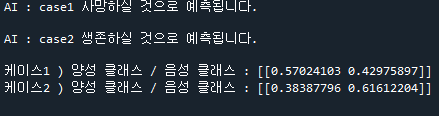 AI : case1 사망하실 것으로 예측됩니다.
AI : case2 생존하실 것으로 예측됩니다.
케이스1 ) 양성 클래스 / 음성 클래스 : [[0.57024103 0.42975897]]
케이스2 ) 양성 클래스 / 음성 클래스 : [[0.38387796 0.61612204]]